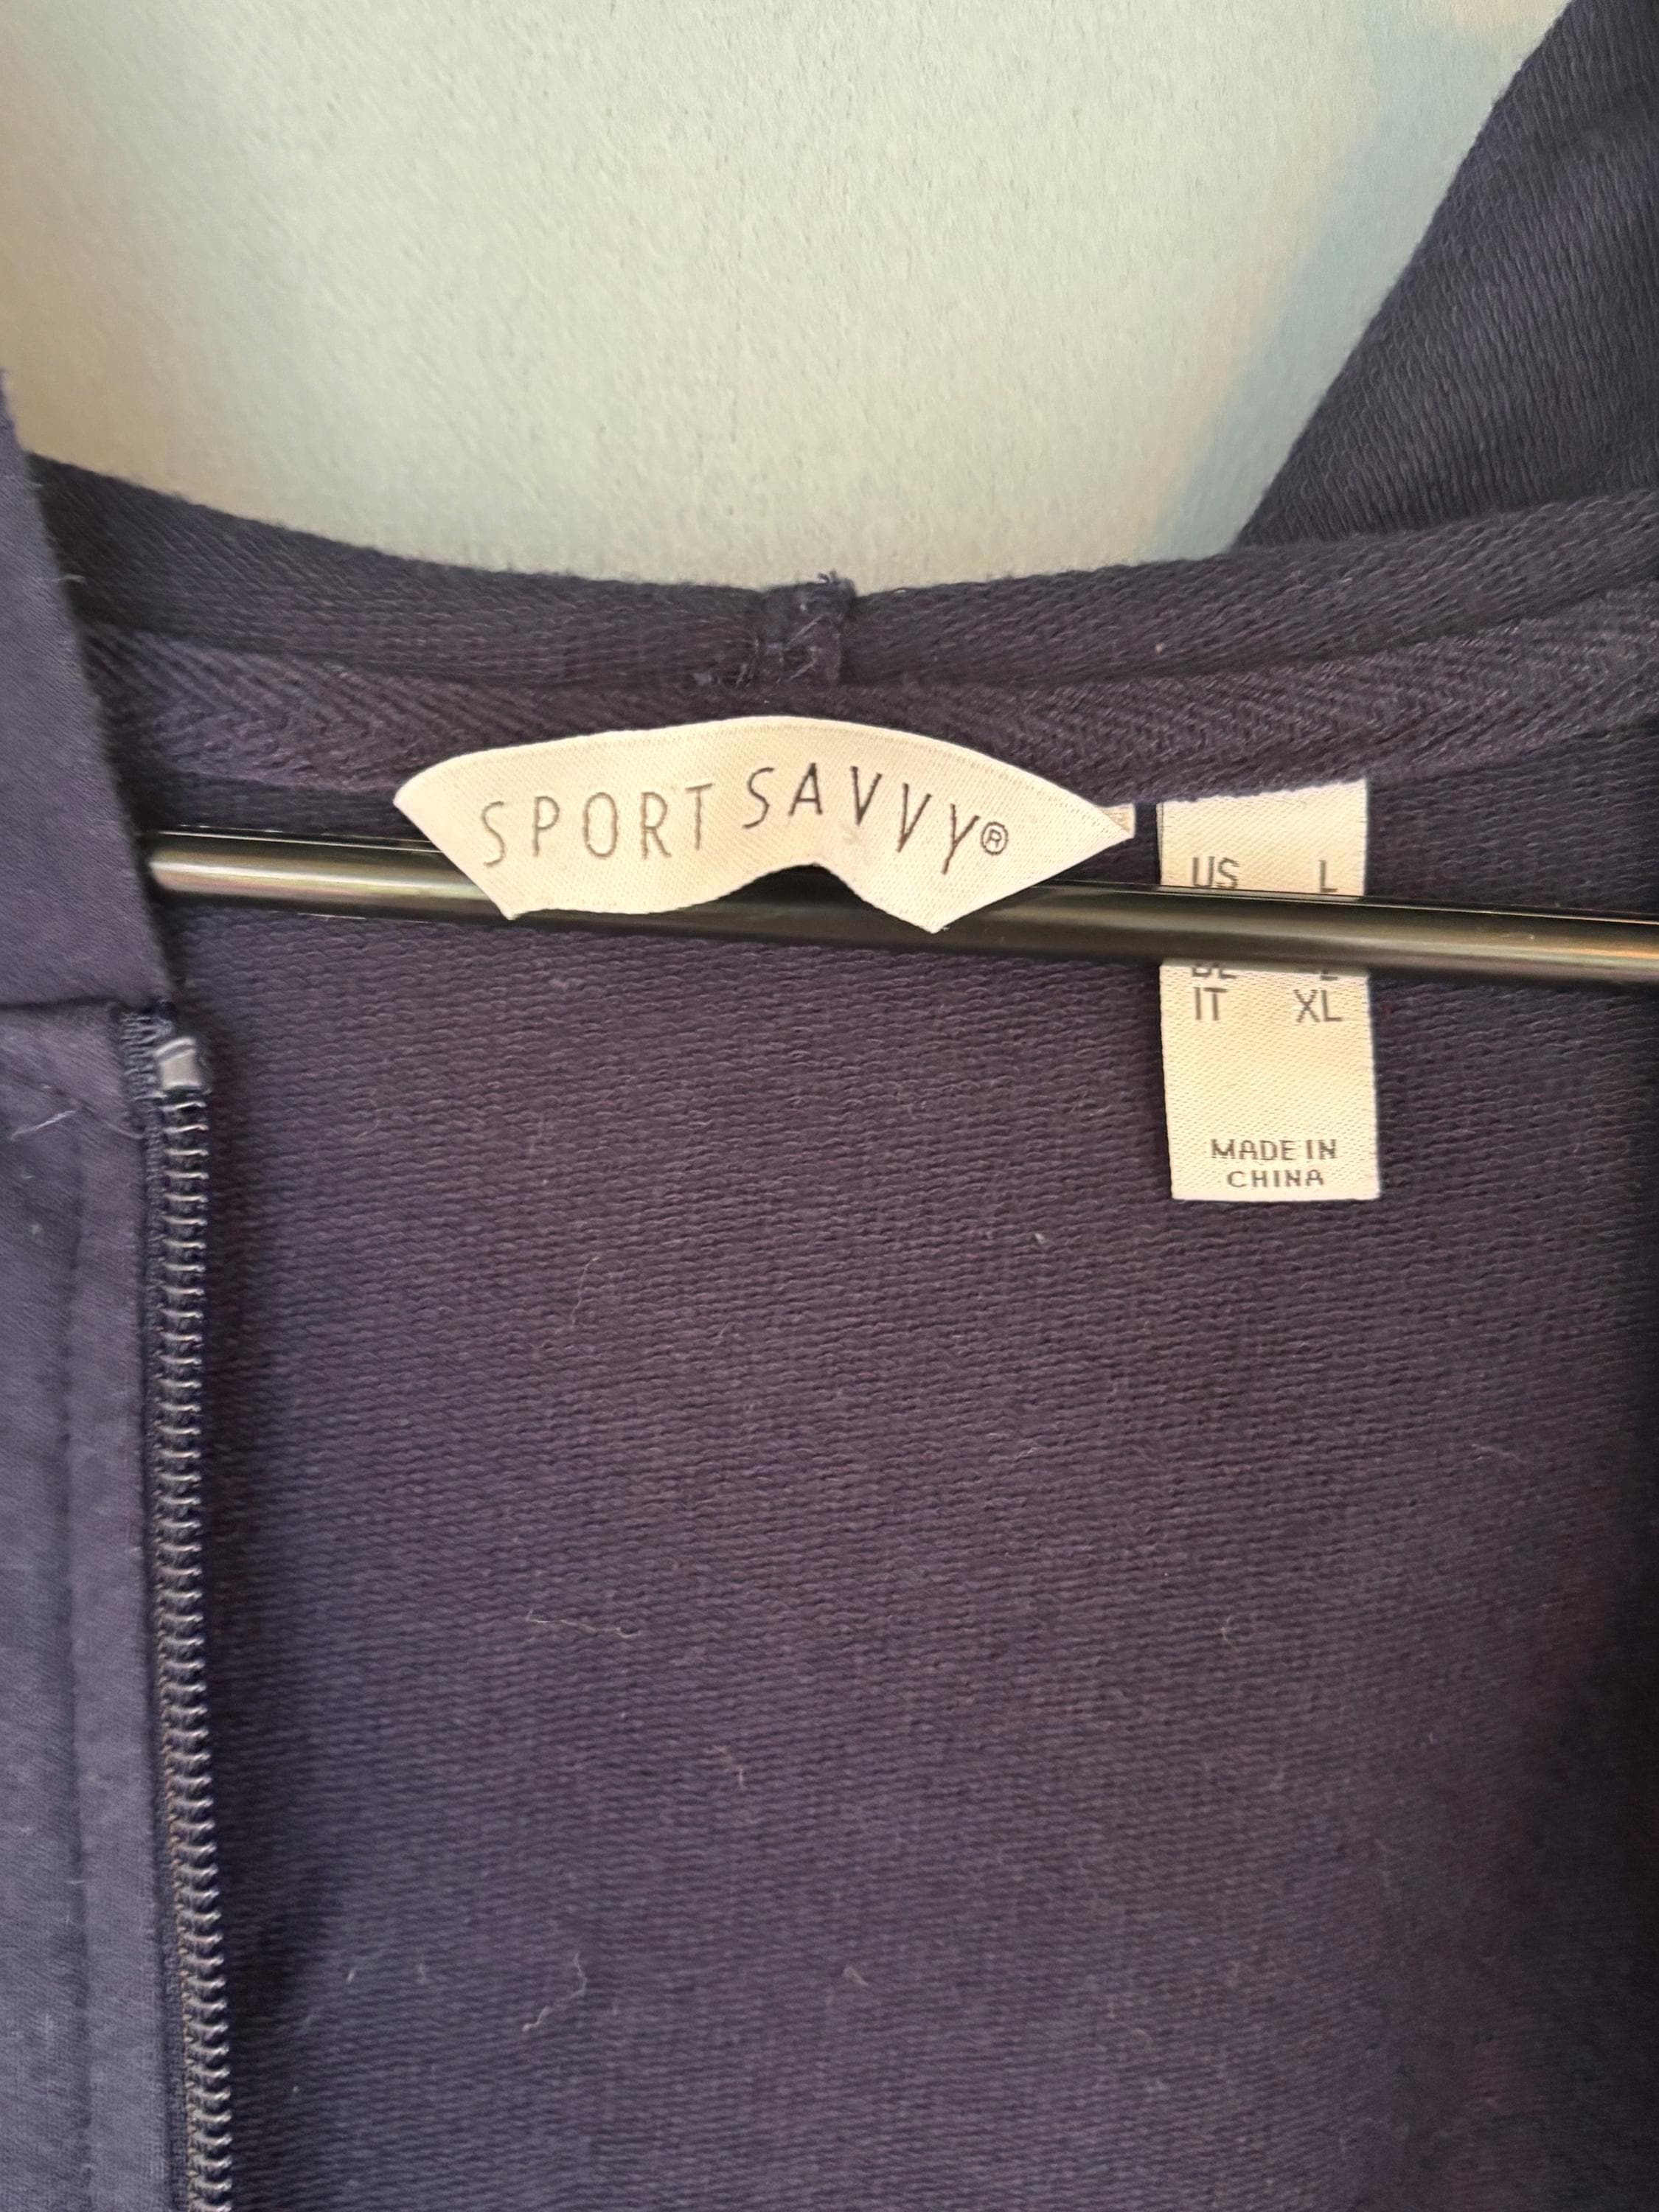 SPORT SAVVY®
US L
IT XL
MADE IN
CHINA